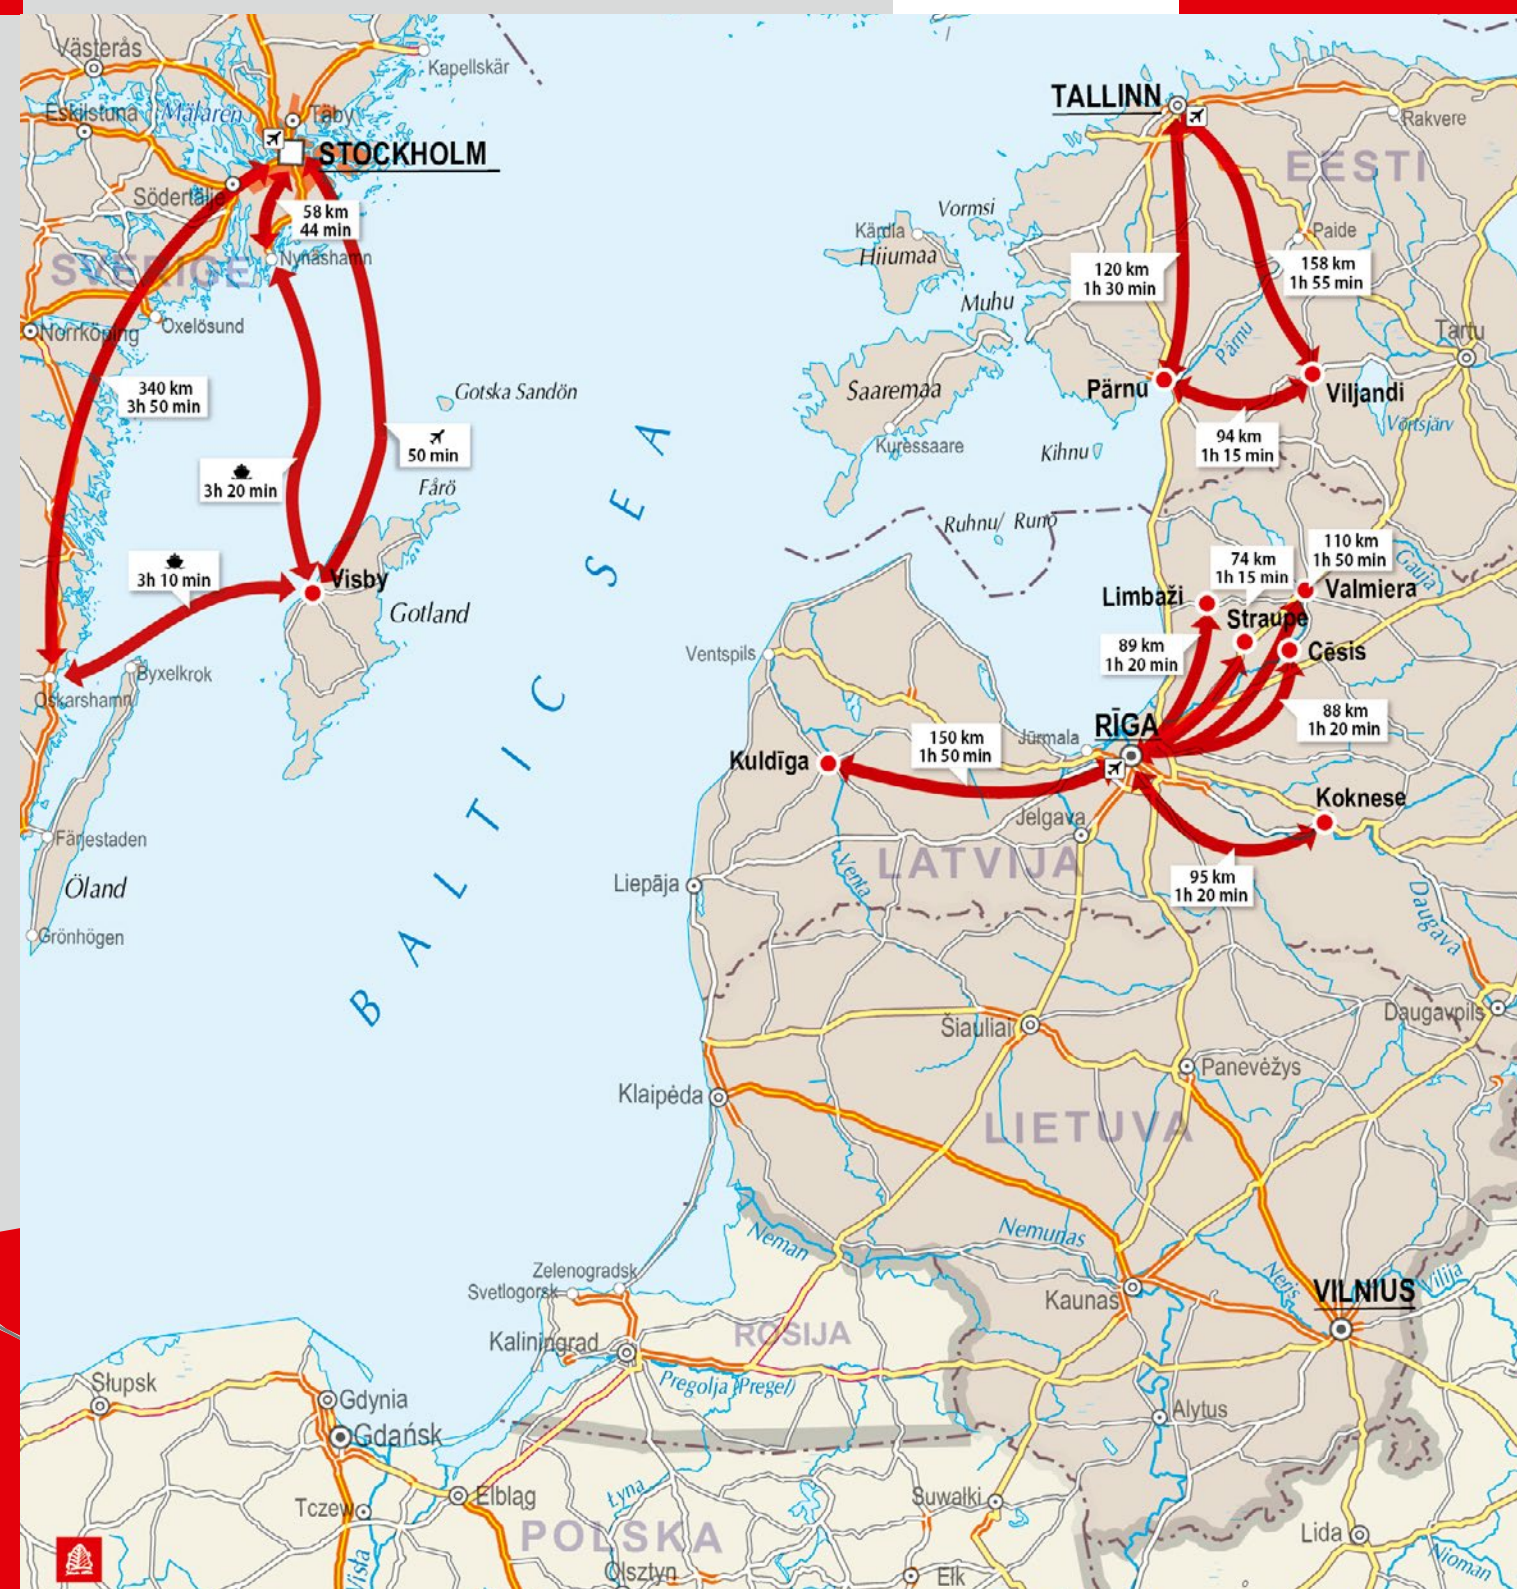 Västerås
Kapellskär
Eskilstuna
Mälaren
Täby
STOCKHOLM
Södertälje
58 km
44 min
SVERIGE
Nynäshamn
Norrköping
Oxelösund
340 km
3h 50 min
Gotska Sandön
50 min
3h 20 min
Fårö
3h 10 min
Visby
Gotland
Byxelkrok
Oskarshamn
Färjestaden
Öland
Grönhögen
BALTIC SEA
TALLINN
Rakvere
EESTI
Vormsi
Kärdla
Hiiumaa
Paide
120 km
1h 30 min
158 km
1h 55 min
Muhu
Pärnu
Tartu
Saaremaa
Pärnu
Viljandi
Võrtsjärv
Kuressaare
Kihnu
94 km
1h 15 min
Ruhnu/ Runö
110 km
1h 50 min
74 km
1h 15 min
Gauja
Limbaži
Valmiera
Straupe
89 km
1h 20 min
Cēsis
Ventspils
88 km
1h 20 min
RĪGA
150 km
1h 50 min
Jūrmala
Kuldīga
Koknese
Jelgava
LATVIJA
Venta
95 km
1h 20 min
Liepāja
Daugava
Daugavpils
Šiauliai
Panevėžys
Klaipėda
LIETUVA
Neman
Nemunas
Neris
Vilija
Zelenogradsk
Svetlogorsk
VILNIUS
Kaunas
Kaliningrad
ROSIJA
Pregolja (Pregel)
Słupsk
Gdynia
Gdańsk
Alytus
Tczew
Elbląg
Łyna
Suwałki
POLSKA
Lida
Nioman
Wisła
Olsztyn
Ełk